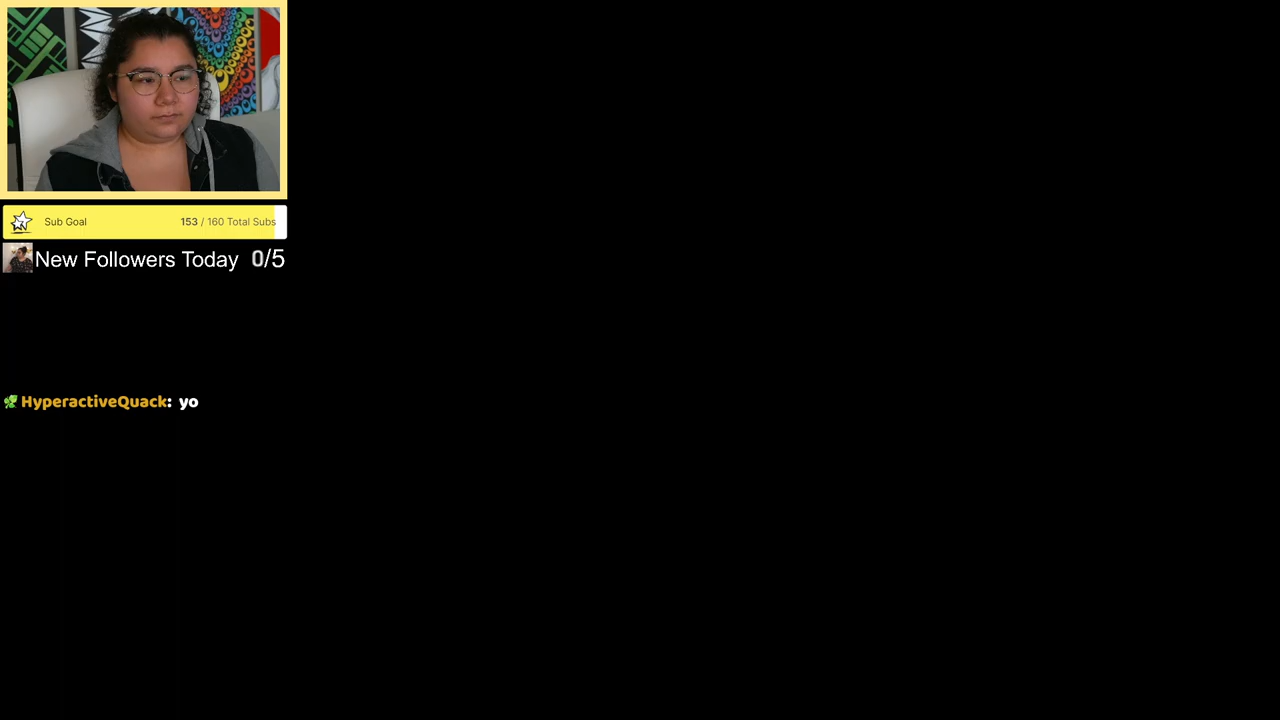 Sub Goal 153 / 160 Total Subs
New Followers Today 0/5
HyperactiveQuack: yo